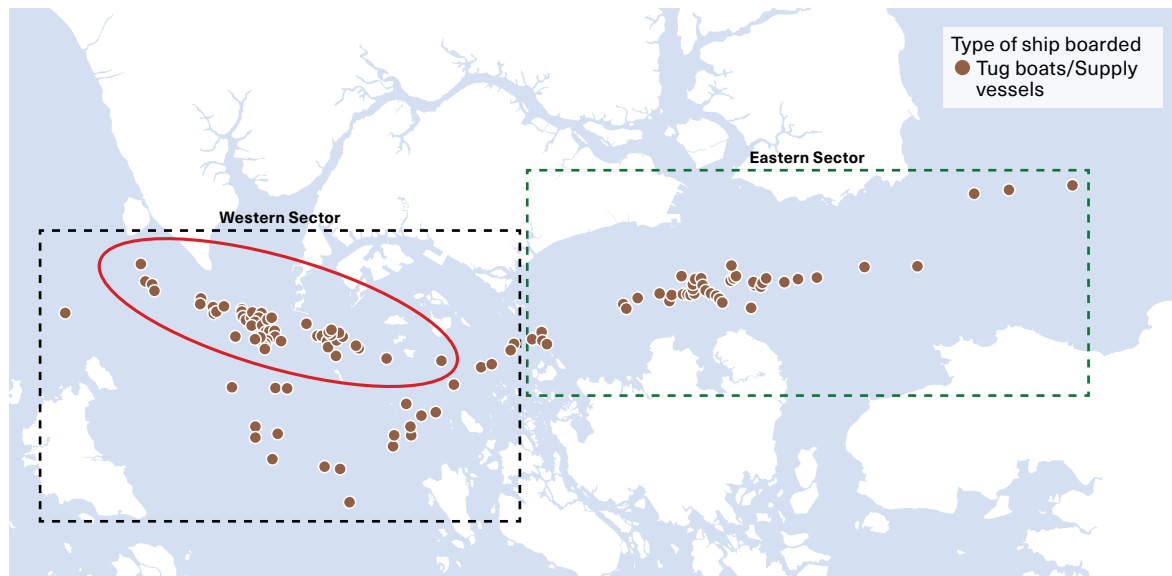 Type of ship boarded
Tug boats/Supply
vessels
Eastern Sector
Western Sector